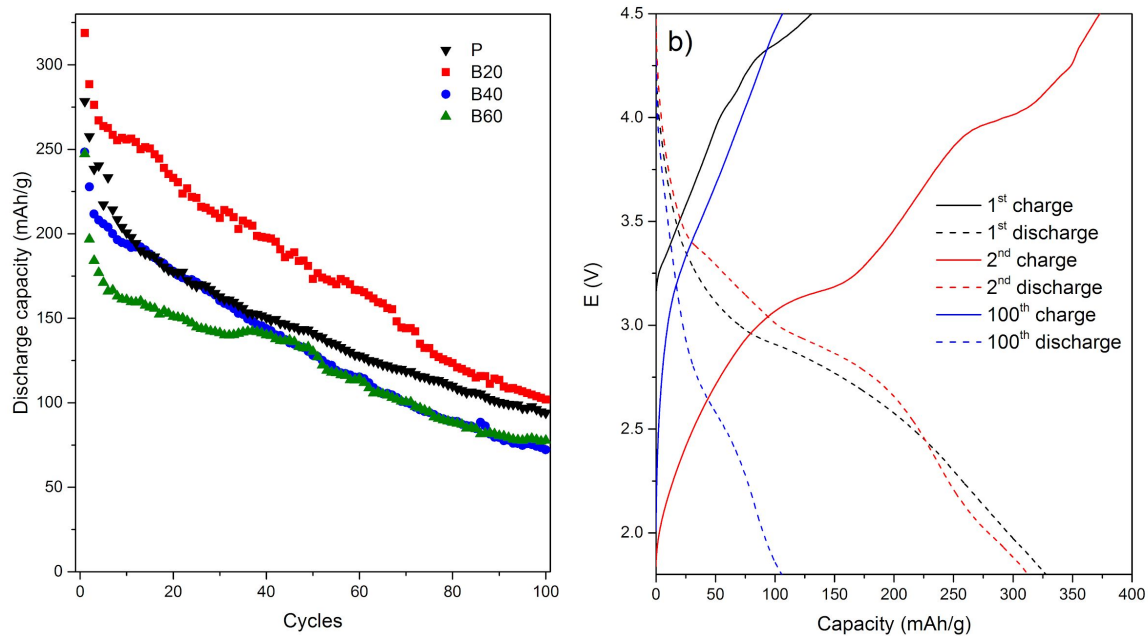 300
250
200
150
100
50
0
Discharge capacity (mAh/g)
P
B20
B40
B60
0 20 40 60 80 100
Cycles
b)
4.5
4.0
3.5
3.0
2.5
2.0
E (V)
1st charge
1st discharge
2nd charge
2nd discharge
100th charge
100th discharge
0 50 100 150 200 250 300 350 400
Capacity (mAh/g)